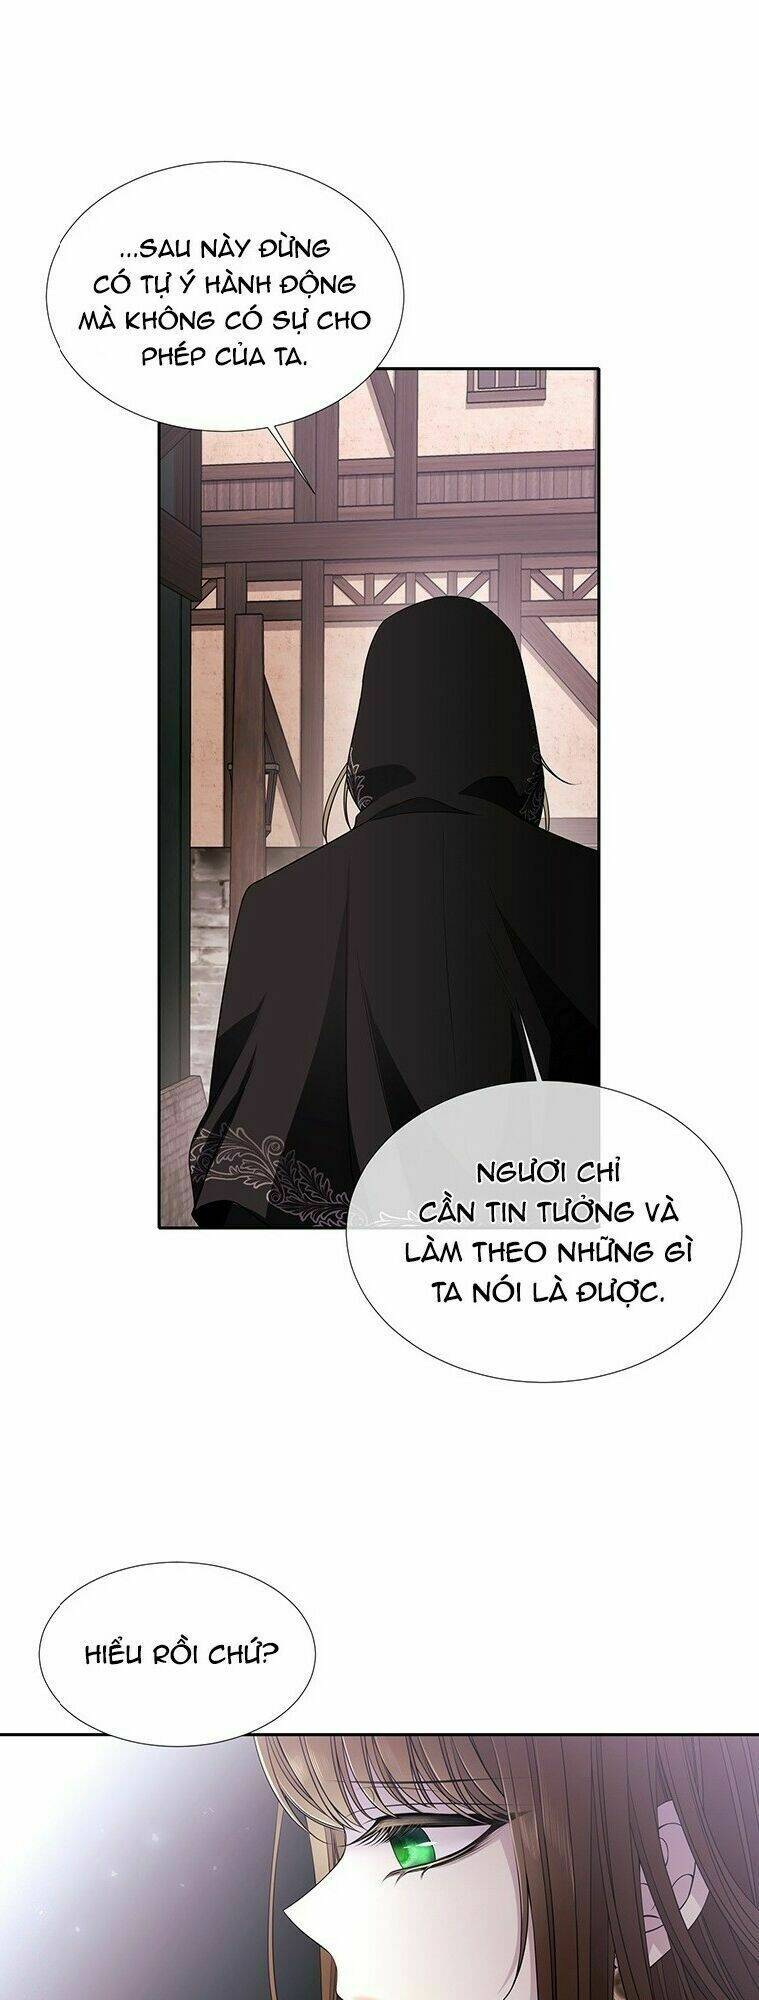 ...SAU NÀY ĐỪNG
CÓ TỰ Ý HÀNH ĐỘNG
MÀ KHÔNG CÓ SỰ CHO
PHÉP CỦA TA.
NGƯƠI CHỈ
CẦN TIN TƯỞNG VÀ
LÀM THEO NHỮNG GÌ
TA NÓI LÀ ĐƯỢC.
HIỂU RỒI CHỨ?